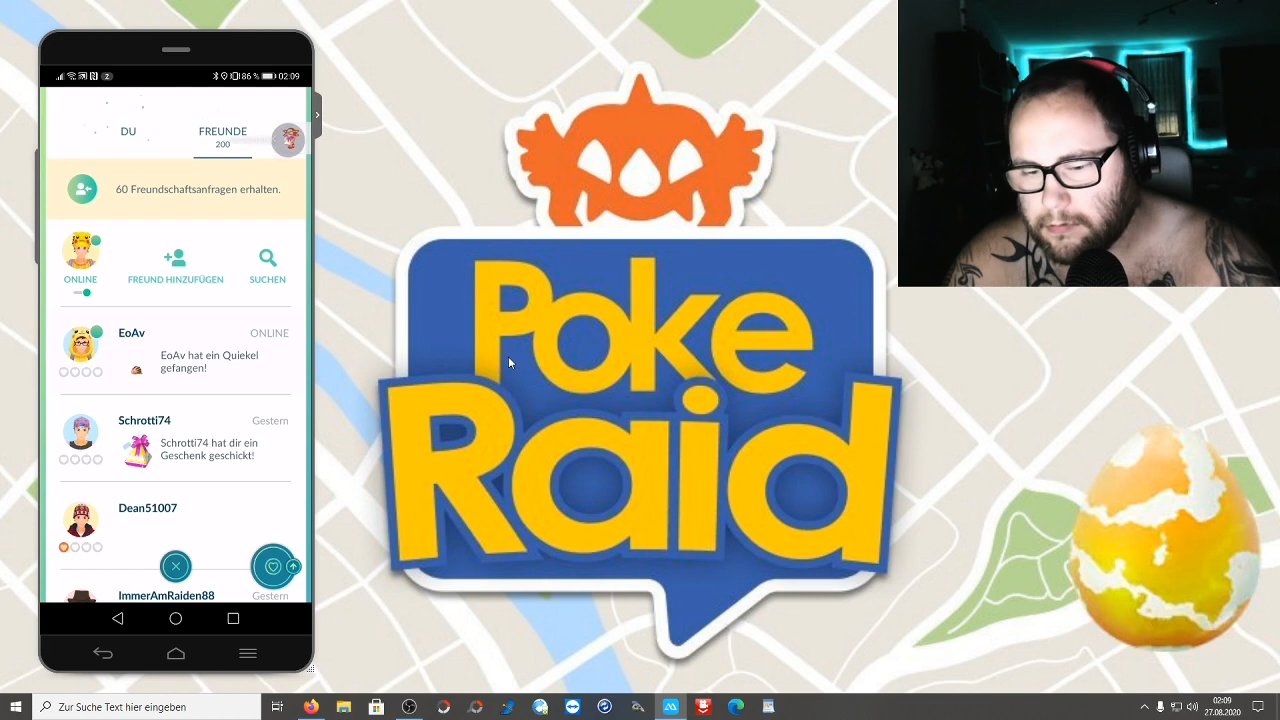 2
86 %
02:09
DU
FREUNDE
200
60 Freundschaftsanfragen erhalten.
ONLINE
FREUND HINZUFÜGEN
SUCHEN
EoAv
ONLINE
EoAv hat ein Quiekel
gefangen!
Schrotti74
Gestern
Schrotti74 hat dir ein
Geschenk geschickt!
Dean51007
ImmerAmRaiden88
Gestern
Poke
Raid
Zur Suche Text hier eingeben
02:09
27.08.2020